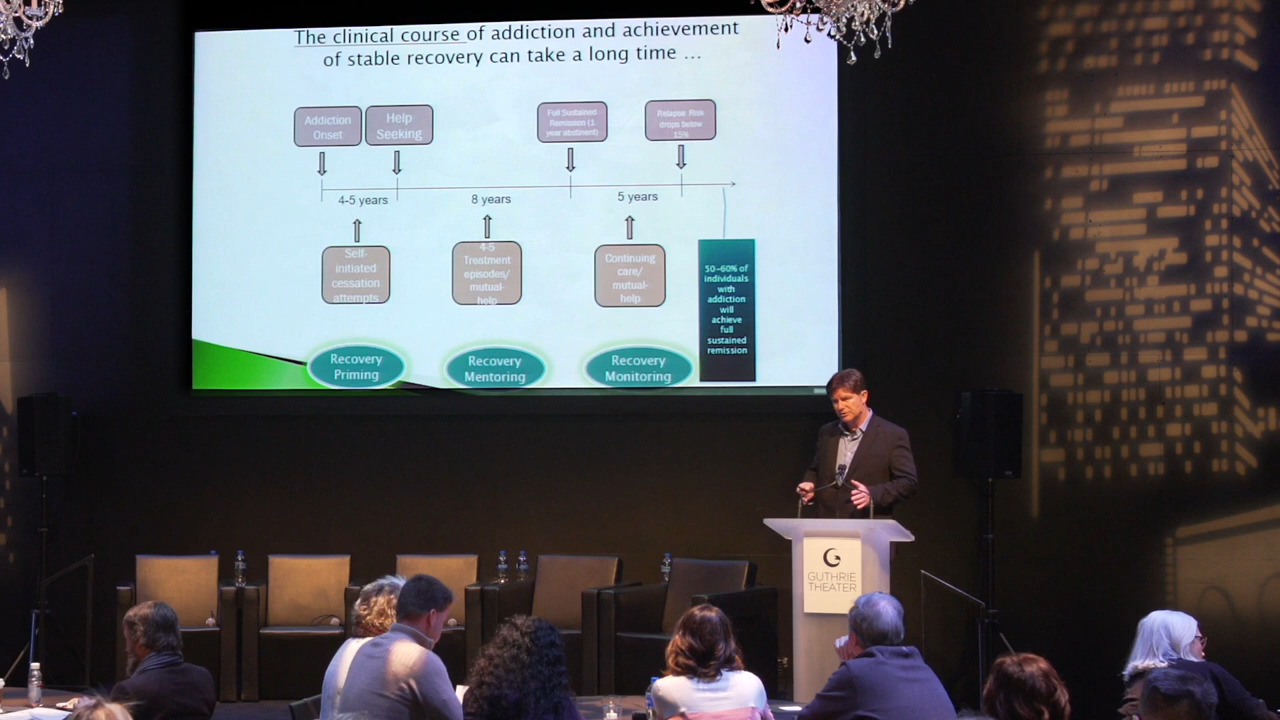 The clinical course of addiction and achievement
of stable recovery can take a long time ...
Addiction
Onset
Help
Seeking
Full Sustained
Remission (1
year abstinent)
Relapse Risk
drops below
15%
4-5 years
8 years
5 years
Self-
initiated
cessation
attempts
4-5
Treatment
episodes/
mutual-
help
Continuing
care/
mutual-
help
50-60% of
individuals
with
addiction
will
achieve
full
sustained
remission
Recovery
Priming
Recovery
Mentoring
Recovery
Monitoring
GUTHRIE
THEATER